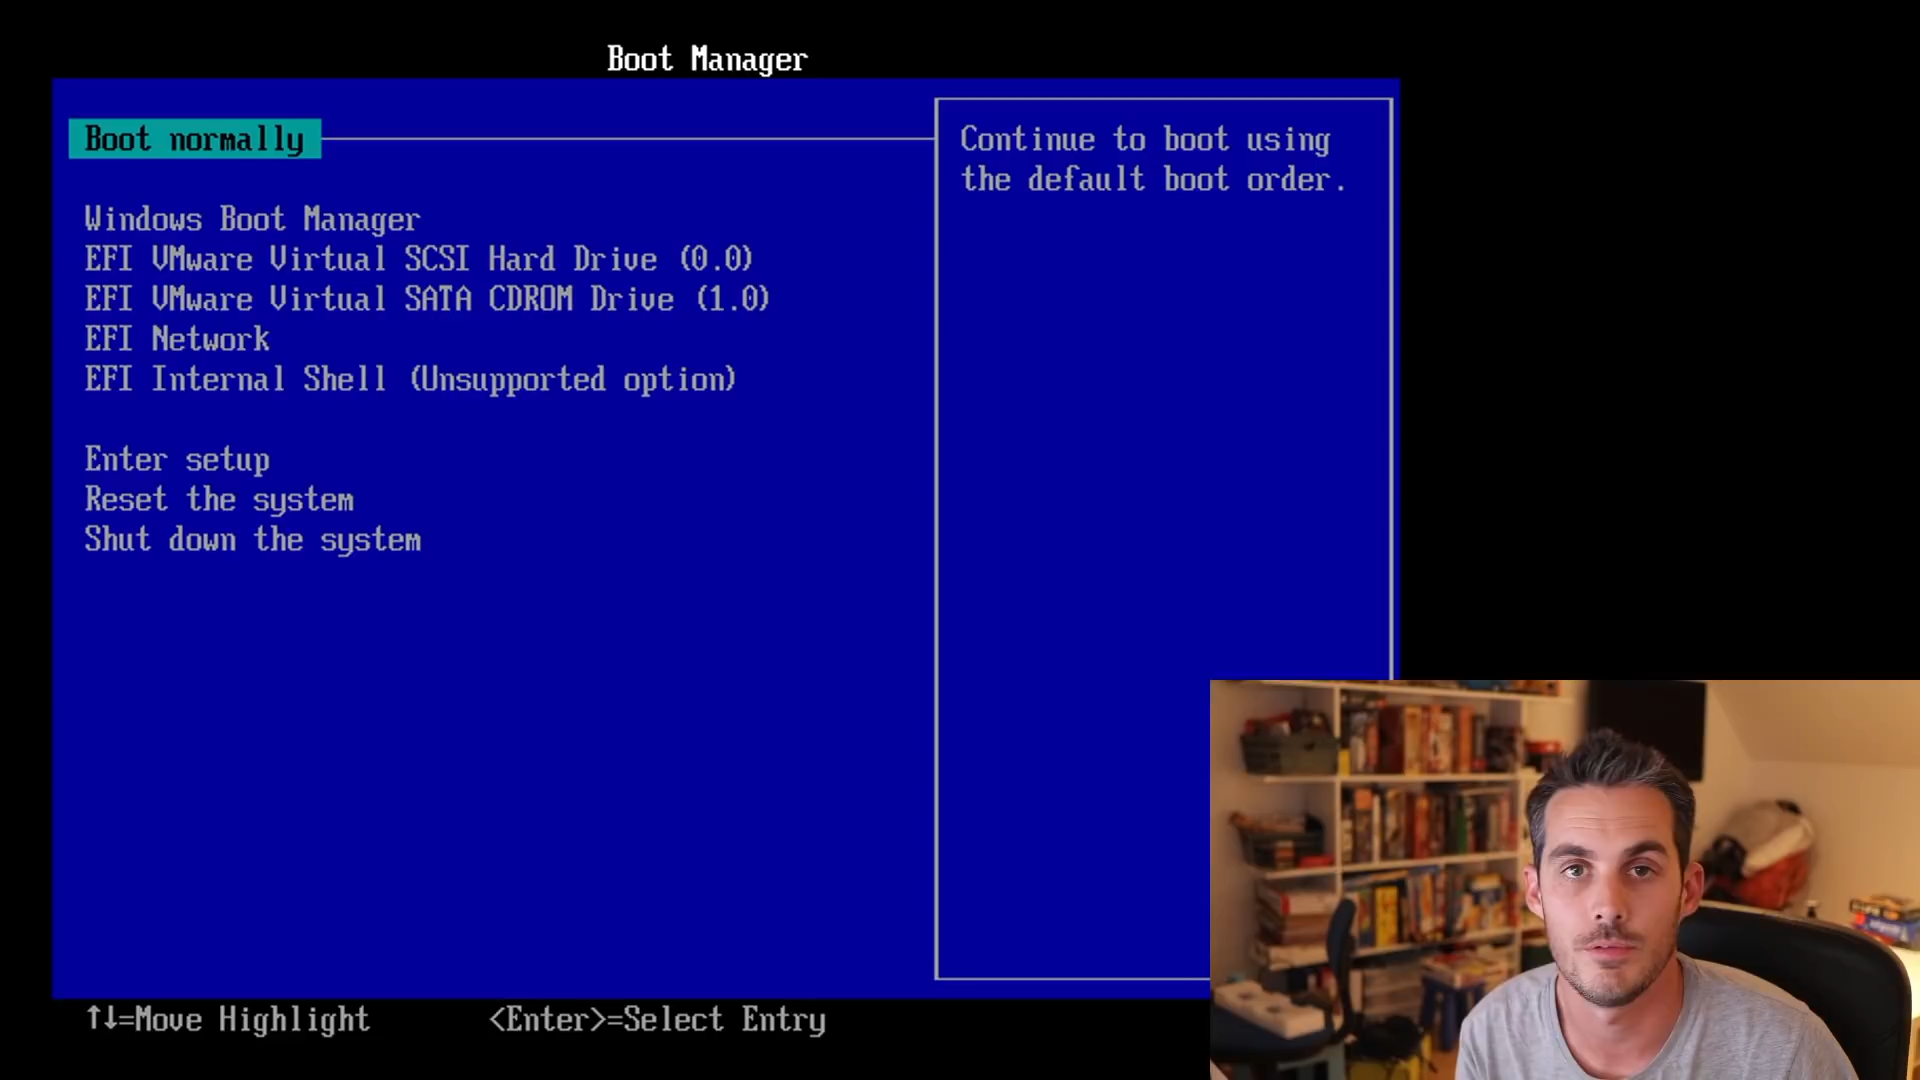 Boot Manager
Boot normally
Windows Boot Manager
EFI VMware Virtual SCSI Hard Drive (0.0)
EFI VMware Virtual SATA CDROM Drive (1.0)
EFI Network
EFI Internal Shell (Unsupported option)
Enter setup
Reset the system
Shut down the system
Continue to boot using
the default boot order.
↑↓=Move Highlight
<Enter>=Select Entry